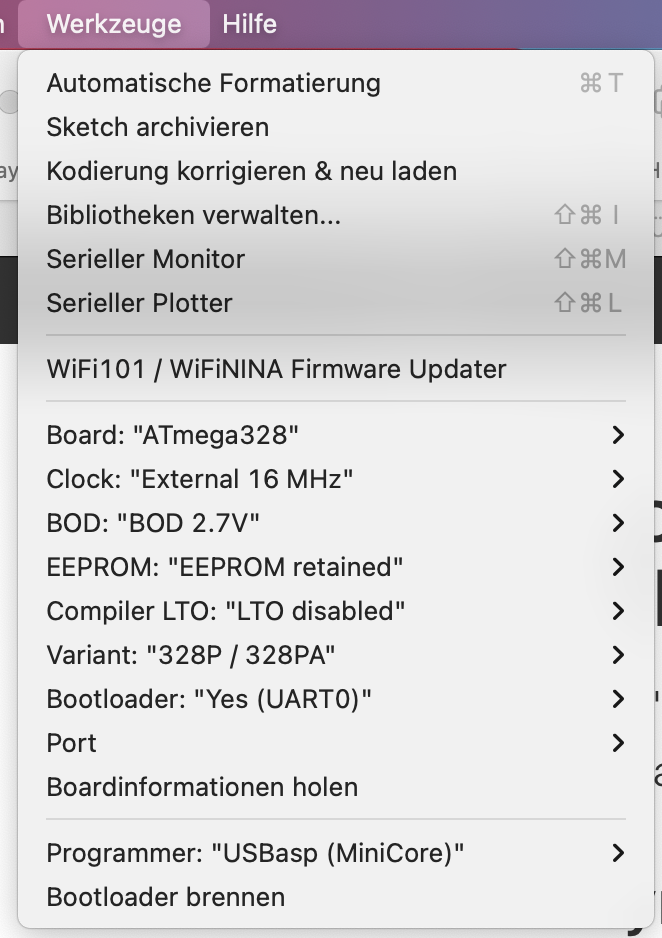 Werkzeuge Hilfe
Automatische Formatierung ⌘T
Sketch archivieren
Kodierung korrigieren & neu laden
Bibliotheken verwalten... ⇧⌘I
Serieller Monitor ⇧⌘M
Serieller Plotter ⇧⌘L
WiFi101 / WiFiNINA Firmware Updater
Board: "ATmega328"
Clock: "External 16 MHz"
BOD: "BOD 2.7V"
EEPROM: "EEPROM retained"
Compiler LTO: "LTO disabled"
Variant: "328P / 328PA"
Bootloader: "Yes (UART0)"
Port
Boardinformationen holen
Programmer: "USBasp (MiniCore)"
Bootloader brennen